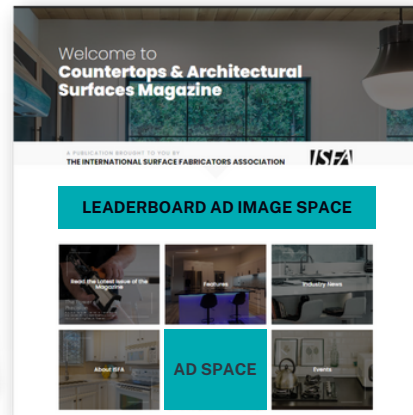 Welcome to
Countertops & Architectural
Surfaces Magazine
A PUBLICATION BROUGHT TO YOU BY
THE INTERNATIONAL SURFACE FABRICATORS ASSOCIATION
ISFA
LEADERBOARD AD IMAGE SPACE
Read the Latest Issue of the
Magazine
Features
Industry News
About ISFA
AD SPACE
Events